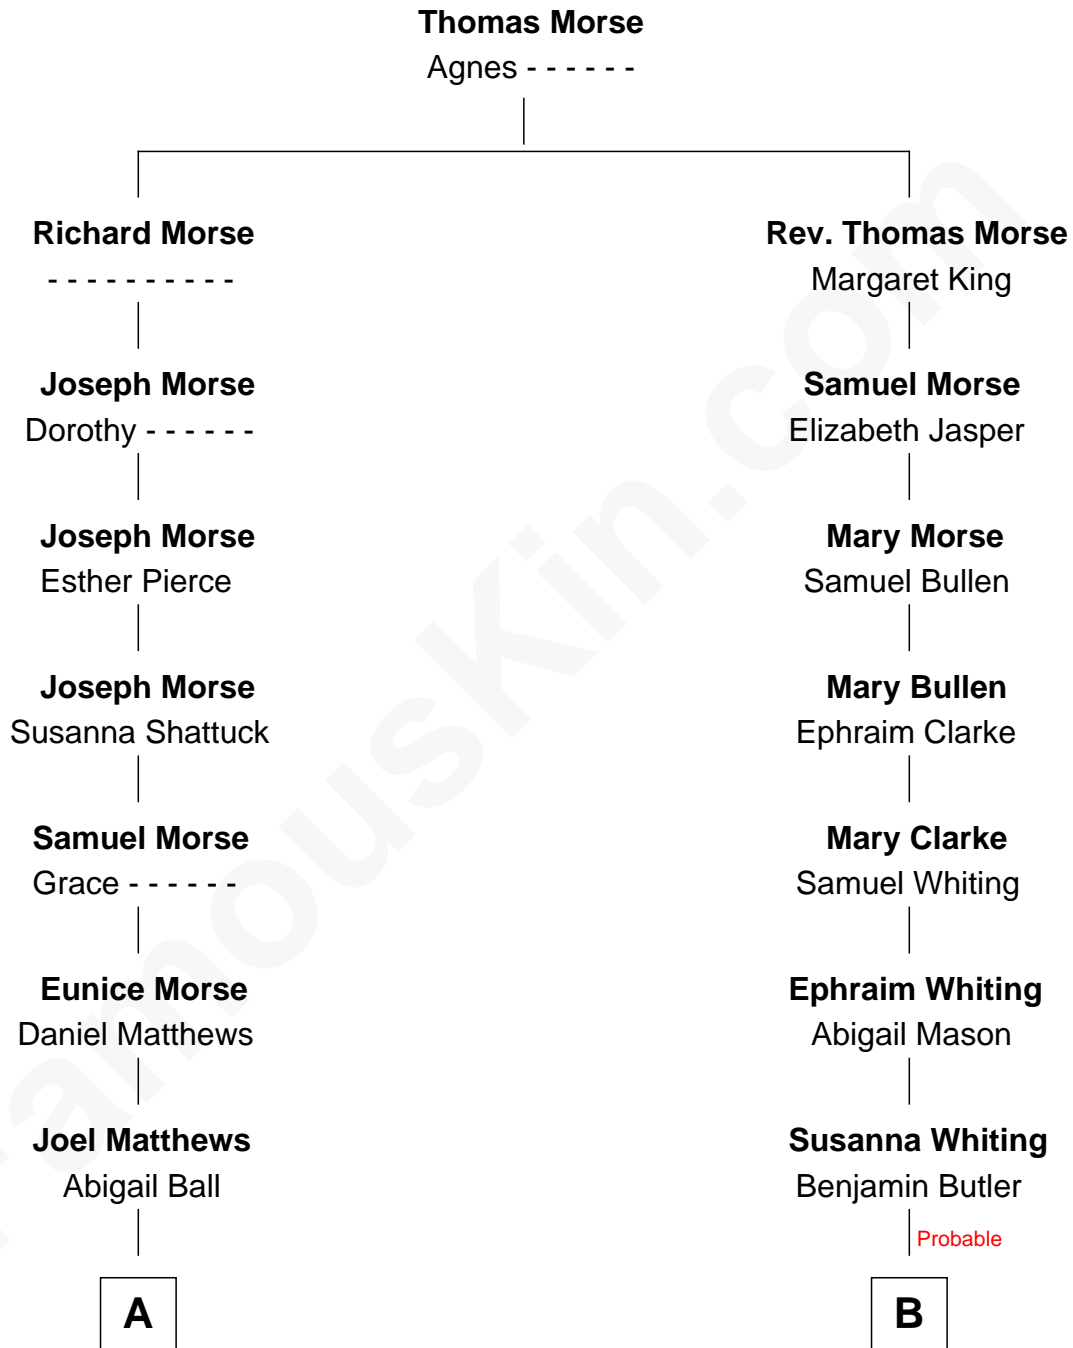 Thomas Morse
Agnes - - - - - -
Richard Morse
- - - - - - - - - -
Rev. Thomas Morse
Margaret King
Joseph Morse
Dorothy - - - - - -
Samuel Morse
Elizabeth Jasper
Joseph Morse
Esther Pierce
Mary Morse
Samuel Bullen
Joseph Morse
Susanna Shattuck
Mary Bullen
Ephraim Clarke
Samuel Morse
Grace - - - - - -
Mary Clarke
Samuel Whiting
Eunice Morse
Daniel Matthews
Ephraim Whiting
Abigail Mason
Joel Matthews
Abigail Ball
Susanna Whiting
Benjamin Butler
Probable
A
B
FamousKin.com